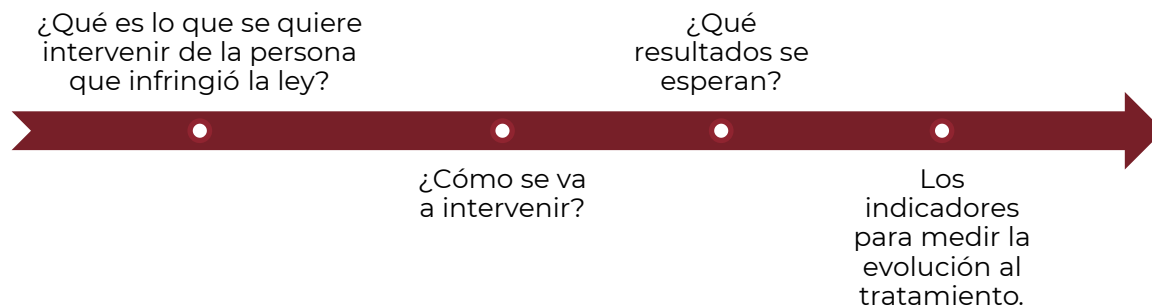 ¿Qué es lo que se quiere
intervenir de la persona
que infringió la ley?
¿Cómo se va
a intervenir?
¿Qué
resultados se
esperan?
Los
indicadores
para medir la
evolución al
tratamiento.